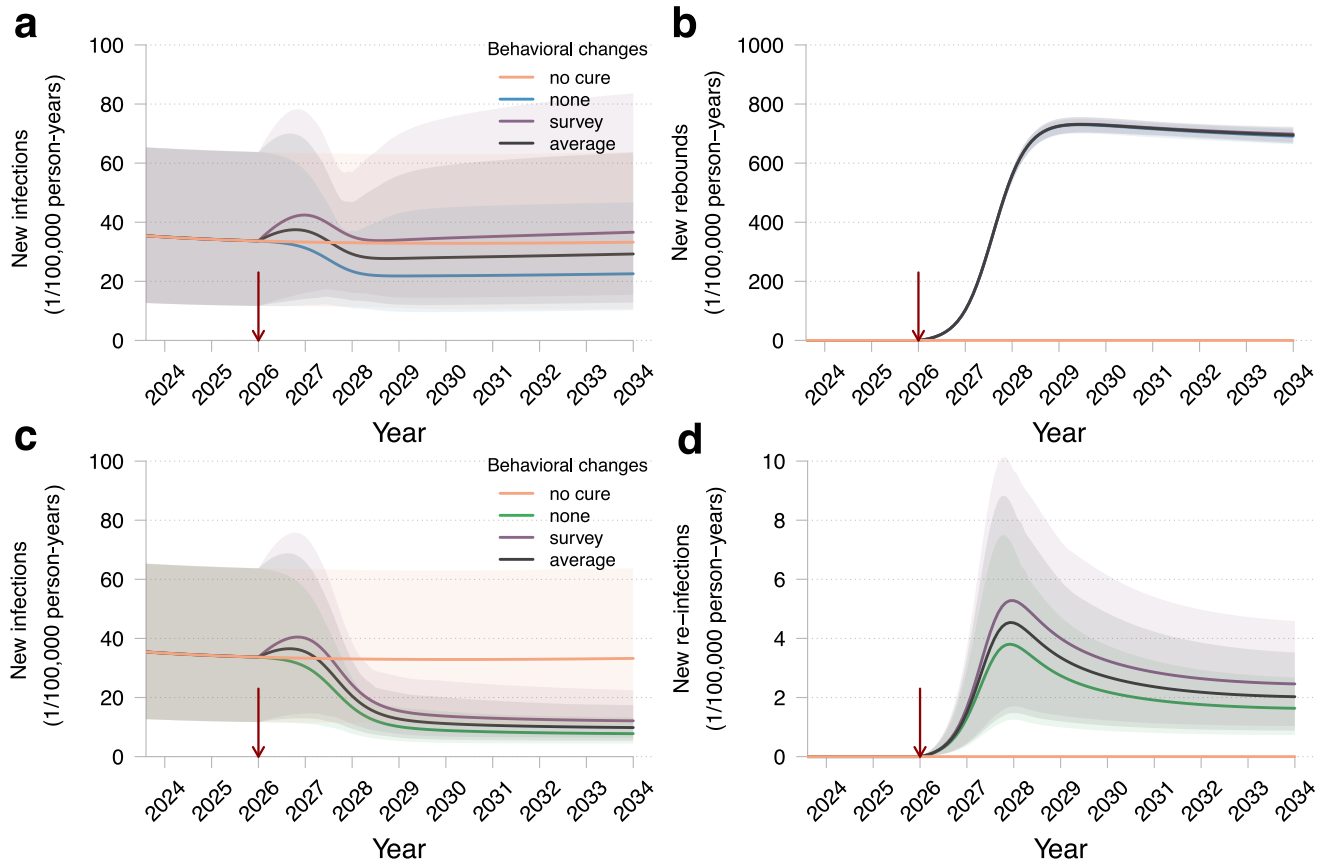 a
100
80
60
40
20
0
New infections
(1/100,000 person-years)
Behavioral changes
no cure
none
survey
average
2024
2025
2026
2027
2028
2029
2030
2032
2033
2034
Year
b
1000
800
600
400
200
0
New rebounds
(1/100,000 person−years)
2024
2025
2026
2027
2028
2029
2030
2032
2033
2034
Year
c
100
80
60
40
20
0
New infections
(1/100,000 person-years)
Behavioral changes
no cure
none
survey
average
2024
2025
2026
2027
2028
2029
2030
2032
2033
2034
Year
d
10
8
6
4
2
0
New re−infections
(1/100,000 person−years)
2024
2025
2026
2027
2028
2029
2030
2032
2033
2034
Year